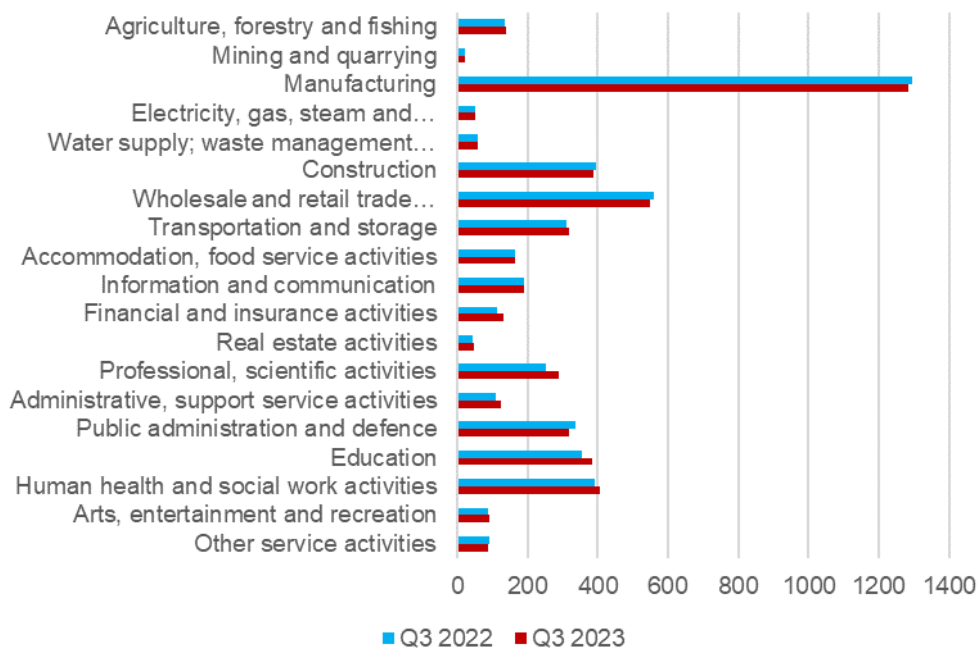 Agriculture, forestry and fishing
Mining and quarrying
Manufacturing
Electricity, gas, steam and…
Water supply; waste management…
Construction
Wholesale and retail trade…
Transportation and storage
Accommodation, food service activities
Information and communication
Financial and insurance activities
Real estate activities
Professional, scientific activities
Administrative, support service activities
Public administration and defence
Education
Human health and social work activities
Arts, entertainment and recreation
Other service activities
0 200 400 600 800 1000 1200 1400
Q3 2022 Q3 2023